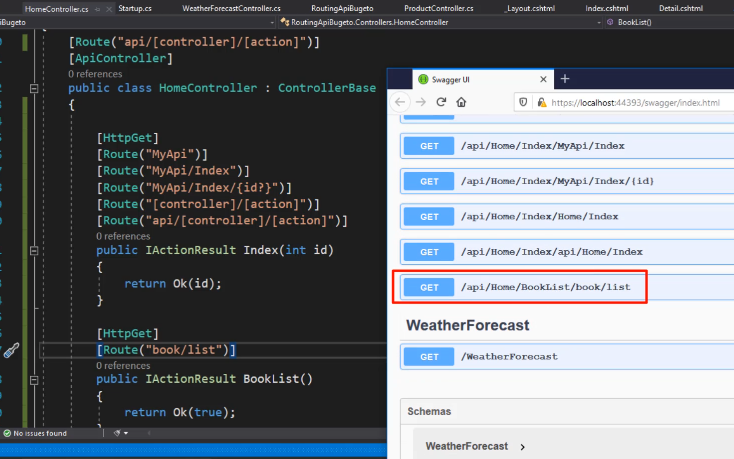 HomeController.cs
Startup.cs
WeatherForecastController.cs
RoutingApiBugeto
ProductController.cs
_Layout.cshtml
Index.cshtml
Detail.cshtml
RoutingApiBugeto.Controllers.HomeController
BookList()
[Route("api/[controller]/[action]")]
[ApiController]
0 references
public class HomeController : ControllerBase
{
[HttpGet]
[Route("MyApi")]
[Route("MyApi/Index")]
[Route("MyApi/Index/{id?}")]
[Route("[controller]/[action]")]
[Route("api/[controller]/[action]")]
0 references
public IActionResult Index(int id)
{
return Ok(id);
}
[HttpGet]
[Route("book/list")]
0 references
public IActionResult BookList()
{
return Ok(true);
No issues found
Swagger UI
https://localhost:44393/swagger/index.html
GET /api/Home/Index/MyApi/Index
GET /api/Home/Index/MyApi/Index/{id}
GET /api/Home/Index/Home/Index
GET /api/Home/Index/api/Home/Index
GET /api/Home/BookList/book/list
WeatherForecast
GET /WeatherForecast
Schemas
WeatherForecast